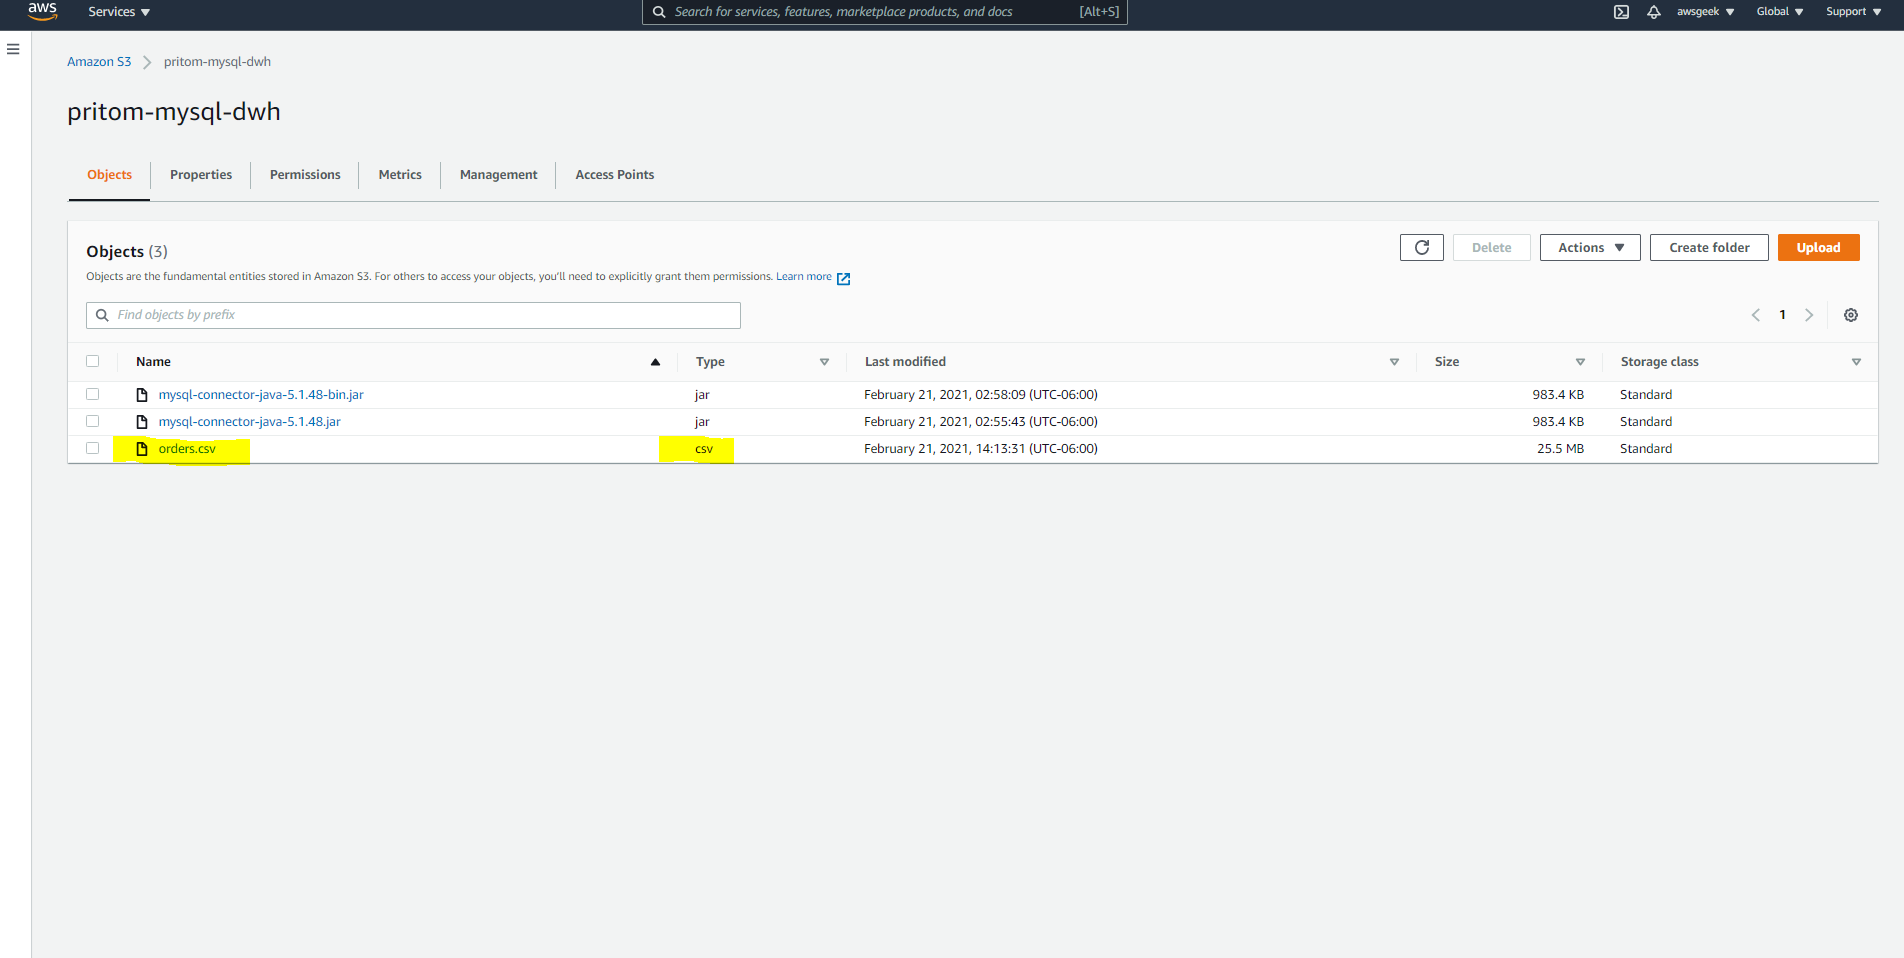 aws Services Search for services, features, marketplace products, and docs [Alt+S] awsgeek Global Support
Amazon S3 pritom-mysql-dwh
pritom-mysql-dwh
Objects Properties Permissions Metrics Management Access Points
Objects (3) Delete Actions Create folder Upload
Objects are the fundamental entities stored in Amazon S3. For others to access your objects, you'll need to explicitly grant them permissions. Learn more
Find objects by prefix 1
Name Type Last modified Size Storage class
mysql-connector-java-5.1.48-bin.jar jar February 21, 2021, 02:58:09 (UTC-06:00) 983.4 KB Standard
mysql-connector-java-5.1.48.jar jar February 21, 2021, 02:55:43 (UTC-06:00) 983.4 KB Standard
orders.csv csv February 21, 2021, 14:13:31 (UTC-06:00) 25.5 MB Standard